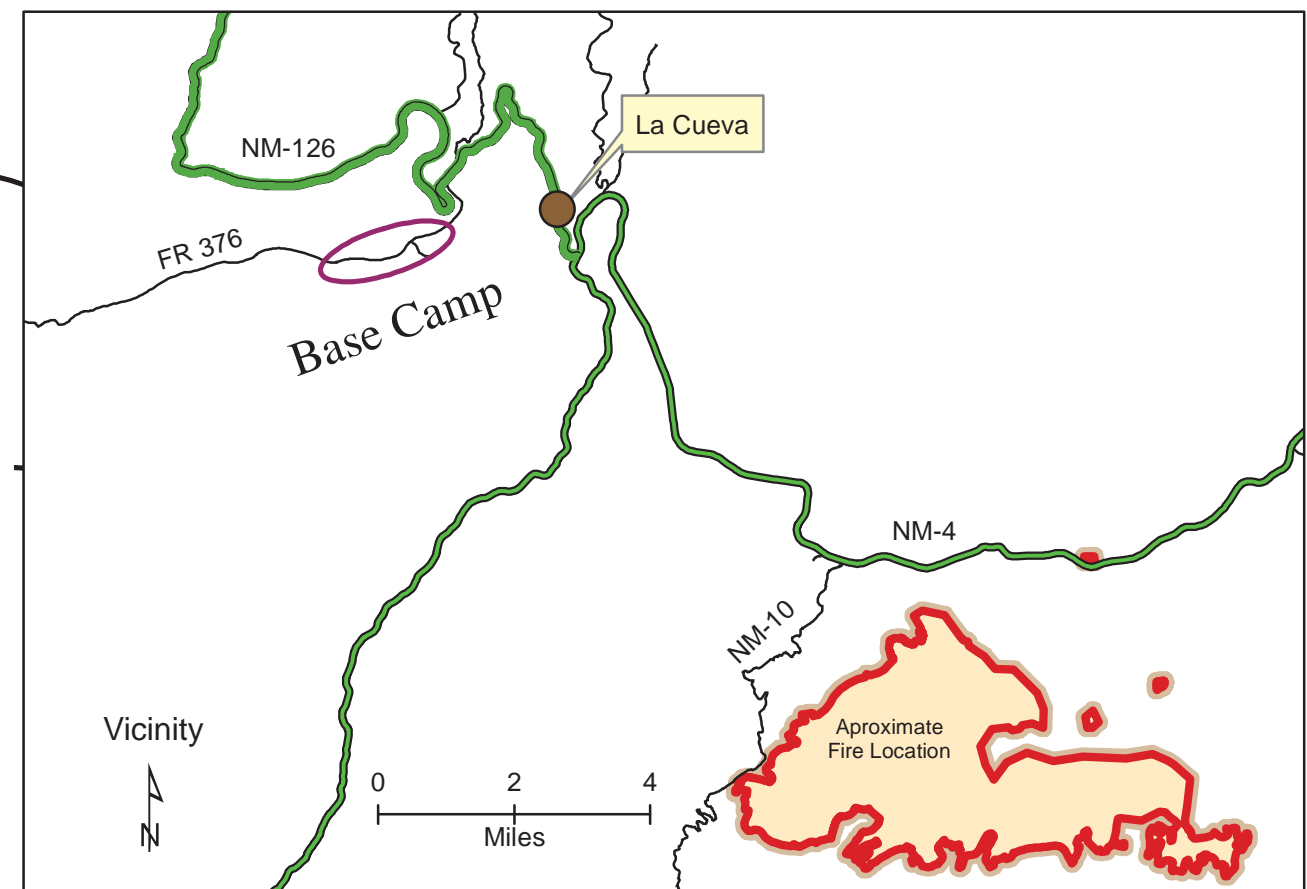 La Cueva
NM-126
FR 376
Base Camp
NM-4
NM-10
Vicinity
N
0 2 4
Miles
Aproximate
Fire Location